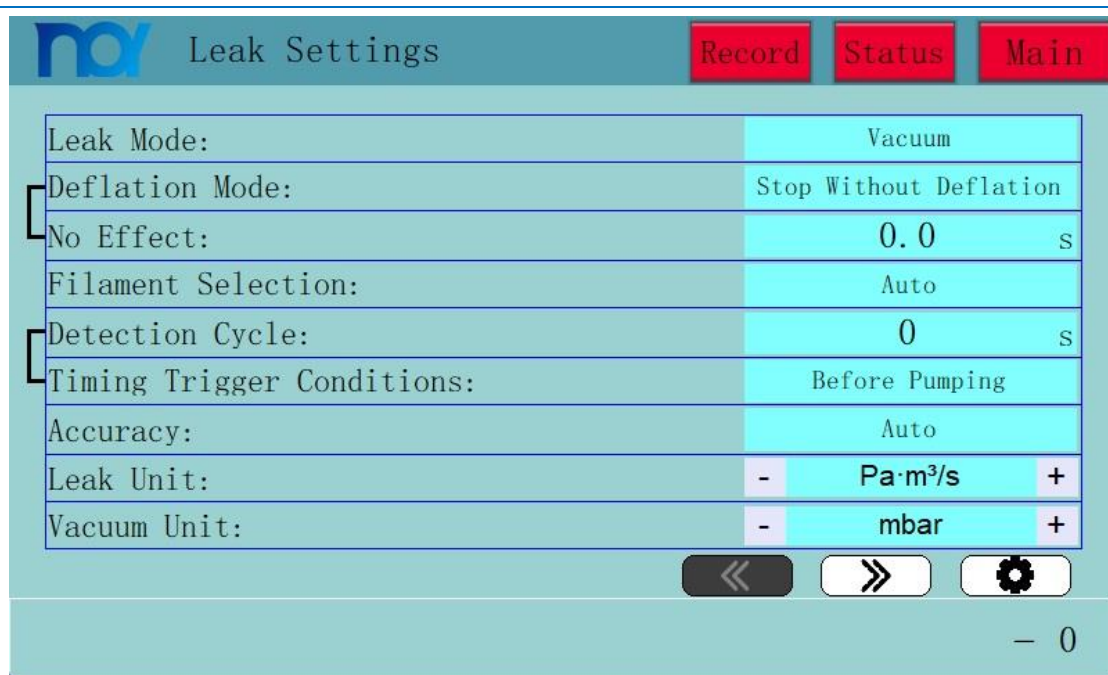 Leak Settings Record Status Main
Leak Mode: Vacuum
Deflation Mode: Stop Without Deflation
No Effect: 0.0 s
Filament Selection: Auto
Detection Cycle: 0 s
Timing Trigger Conditions: Before Pumping
Accuracy: Auto
Leak Unit: - Pa·m³/s +
Vacuum Unit: - mbar +
− 0